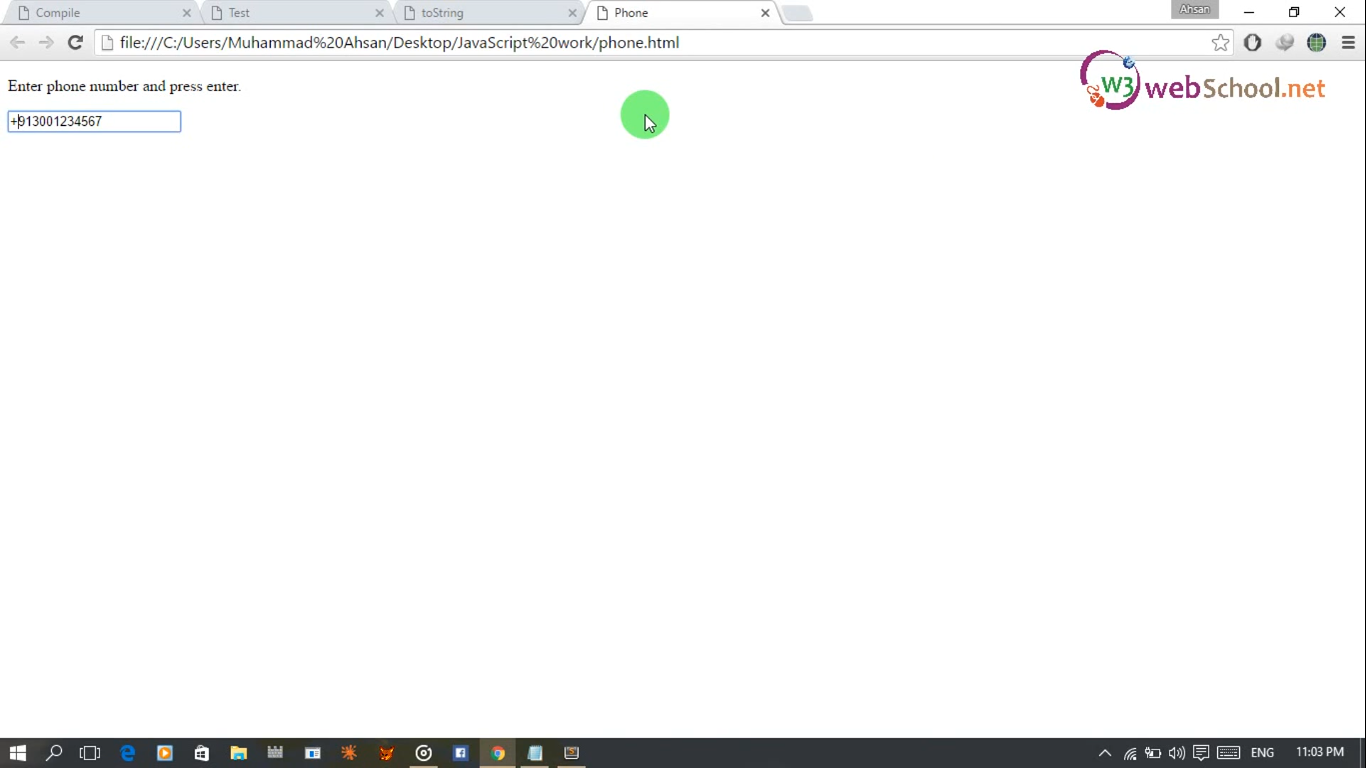 Compile
Test
toString
Phone
Ahsan
file:///C:/Users/Muhammad%20Ahsan/Desktop/JavaScript%20work/phone.html
W3 webSchool.net
Enter phone number and press enter.
+913001234567
ENG
11:03 PM